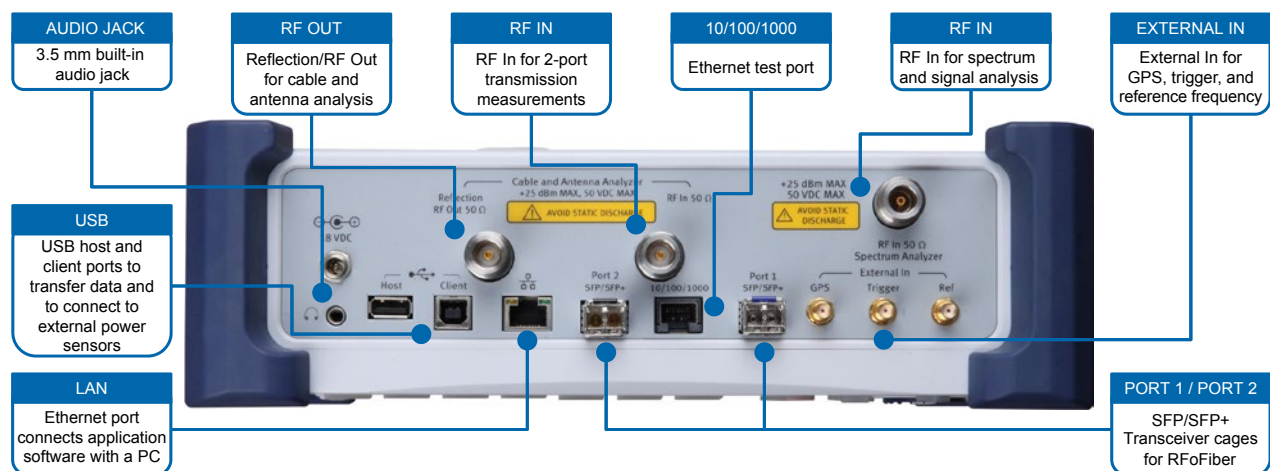 AUDIO JACK
3.5 mm built-in
audio jack
RF OUT
Reflection/RF Out
for cable and
antenna analysis
RF IN
RF In for 2-port
transmission
measurements
10/100/1000
Ethernet test port
RF IN
RF In for spectrum
and signal analysis
EXTERNAL IN
External In for
GPS, trigger, and
reference frequency
USB
USB host and
client ports to
transfer data and
to connect to
external power
sensors
LAN
Ethernet port
connects application
software with a PC
Cable and Antenna Analyzer
+25 dBm MAX, 50 VDC MAX
Reflection
RF Out 50 Ω
AVOID STATIC DISCHARGE
RF In 50 Ω
+25 dBm MAX
50 VDC MAX
AVOID STATIC
DISCHARGE
RF In 50 Ω
Spectrum Analyzer
8 VDC
Host
Client
Port 2
SFP/SFP+
10/100/1000
Port 1
SFP/SFP+
External In
GPS
Trigger
Ref
PORT 1 / PORT 2
SFP/SFP+
Transceiver cages
for RFoFiber